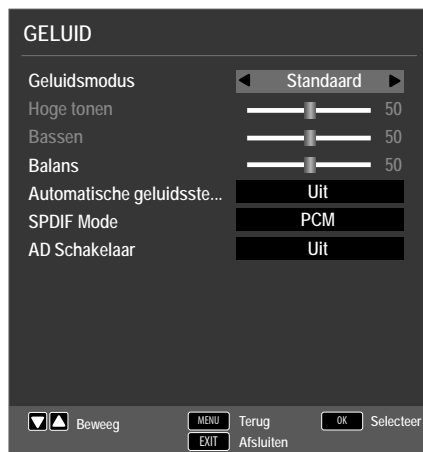 GELUID
Geluidsmodus Standaard
Hoge tonen 50
Bassen 50
Balans 50
Automatische geluidsste... Uit
SPDIF Mode PCM
AD Schakelaar Uit
Beweeg MENU Terug OK Selecteer
EXIT Afsluiten